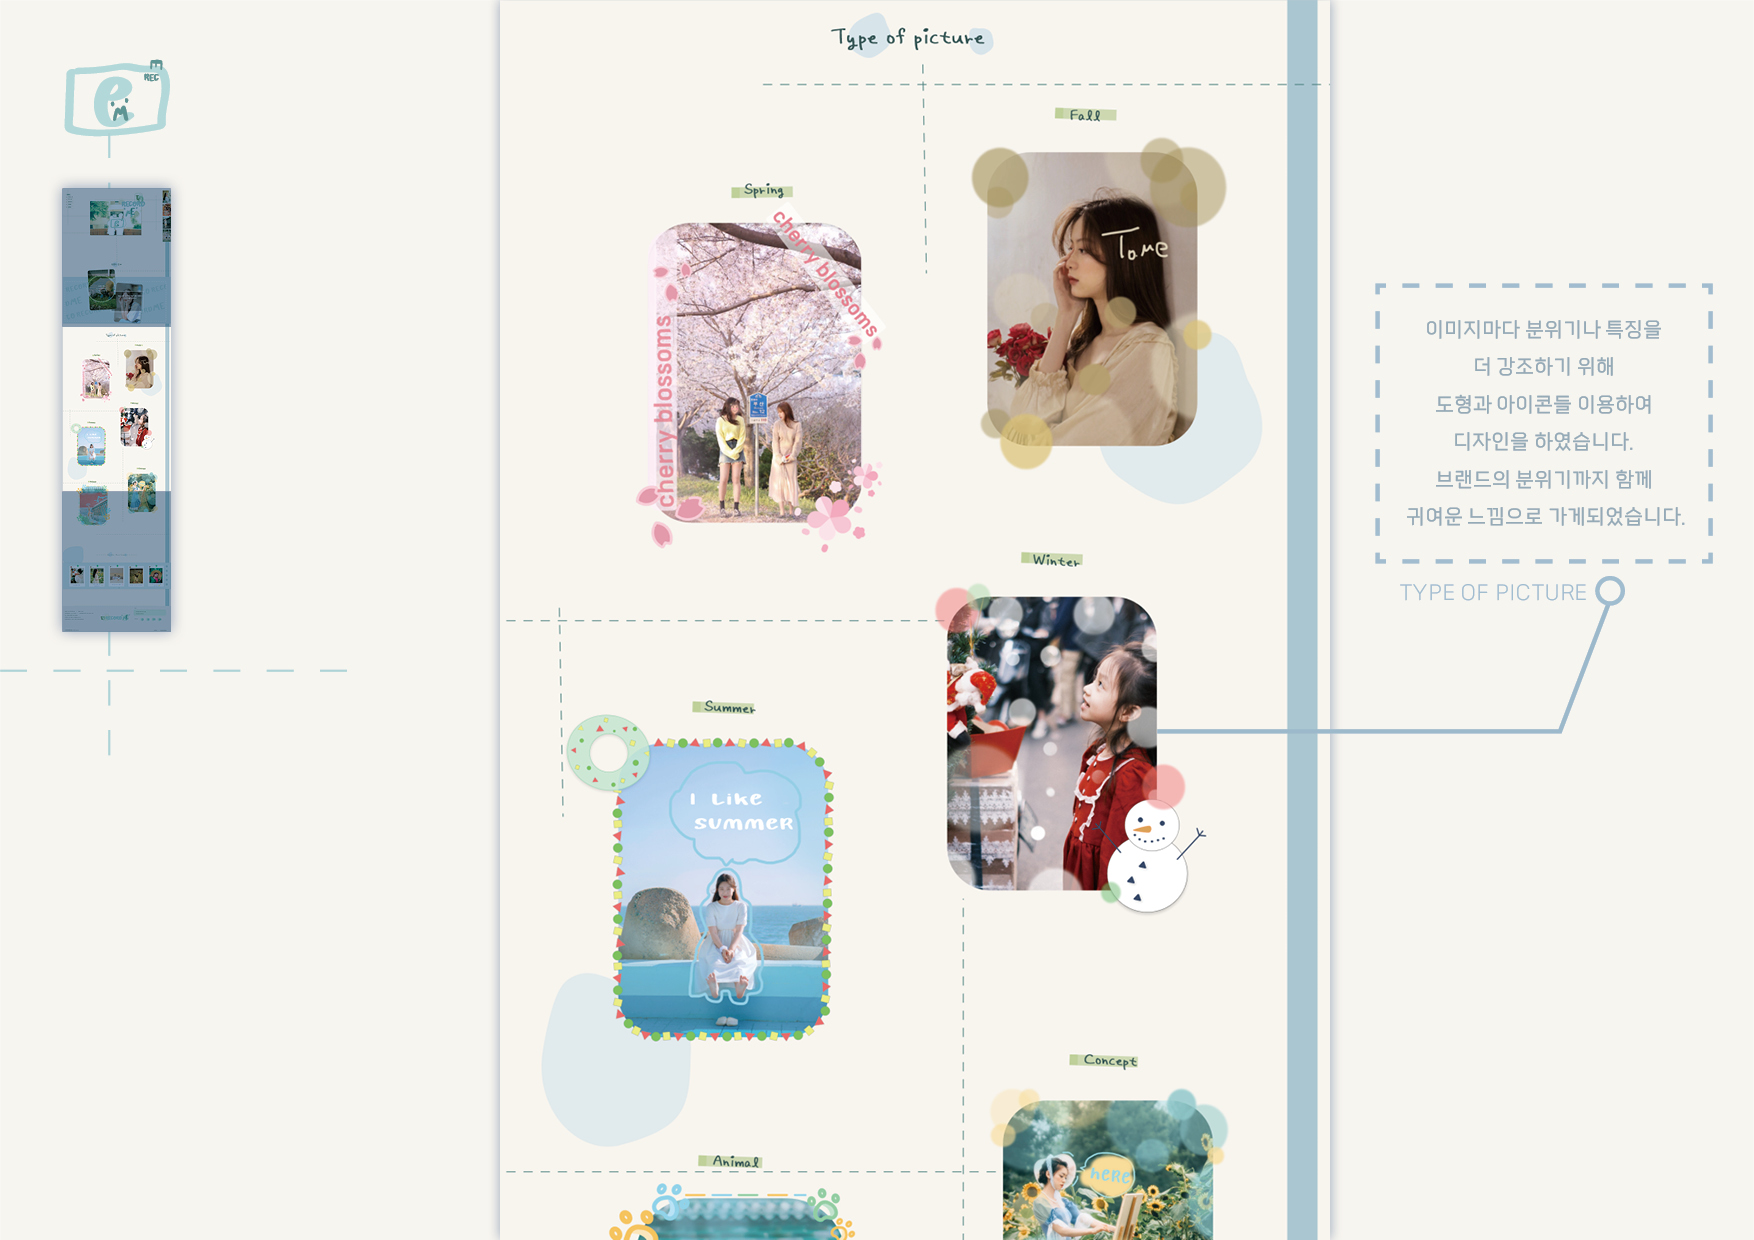 Type of picture
REC
e
M
Fall
Tome
Spring
cherry blossoms
cherry blossoms
이미지마다 분위기나 특징을
더 강조하기 위해
도형과 아이콘들 이용하여
디자인을 하였습니다.
브랜드의 분위기까지 함께
귀여운 느낌으로 가게되었습니다.
TYPE OF PICTURE
Winter
Summer
I Like
SUMMER
Concept
here
Animal